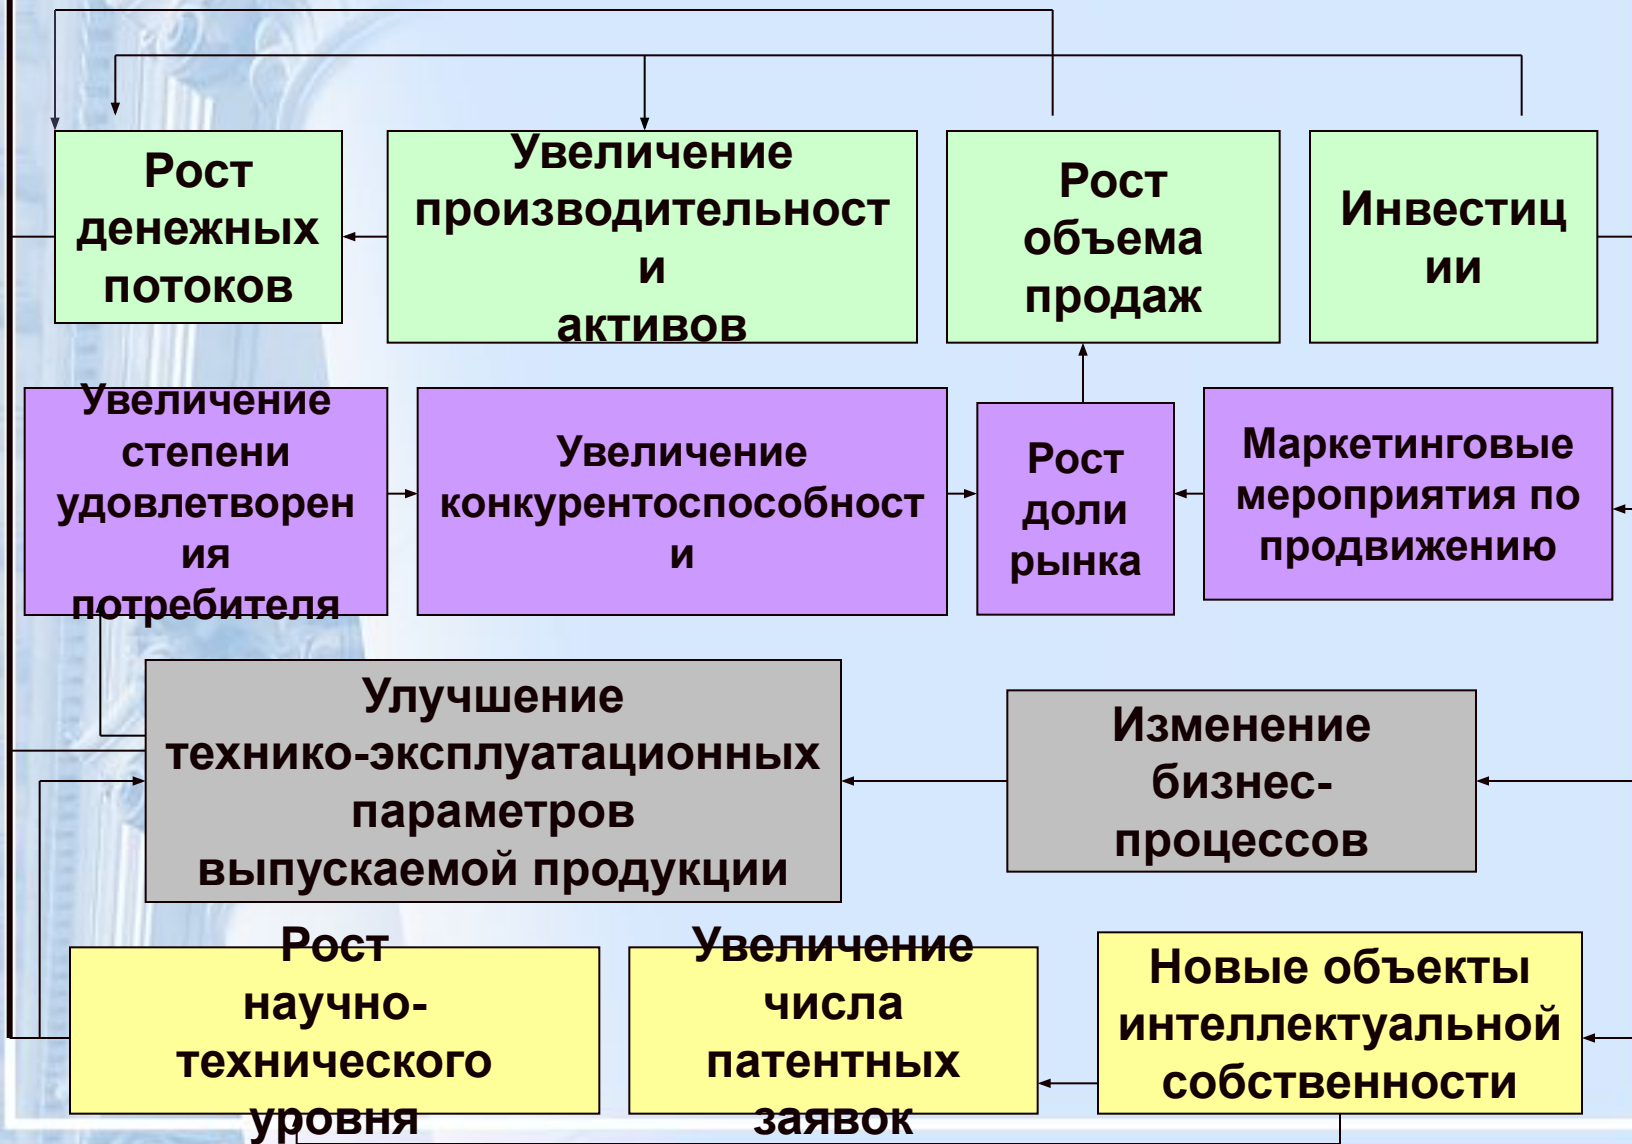 Рост
денежных
потоков
Увеличение
производительност
и
активов
Рост
объема
продаж
Инвестиц
ии
Увеличение
степени
удовлетворен
ия
потребителя
Увеличение
конкурентоспособност
и
Рост
доли
рынка
Маркетинговые
мероприятия по
продвижению
Улучшение
технико-эксплуатационных
параметров
выпускаемой продукции
Изменение
бизнес-
процессов
Рост
научно-
технического
уровня
Увеличение
числа
патентных
заявок
Новые объекты
интеллектуальной
собственности